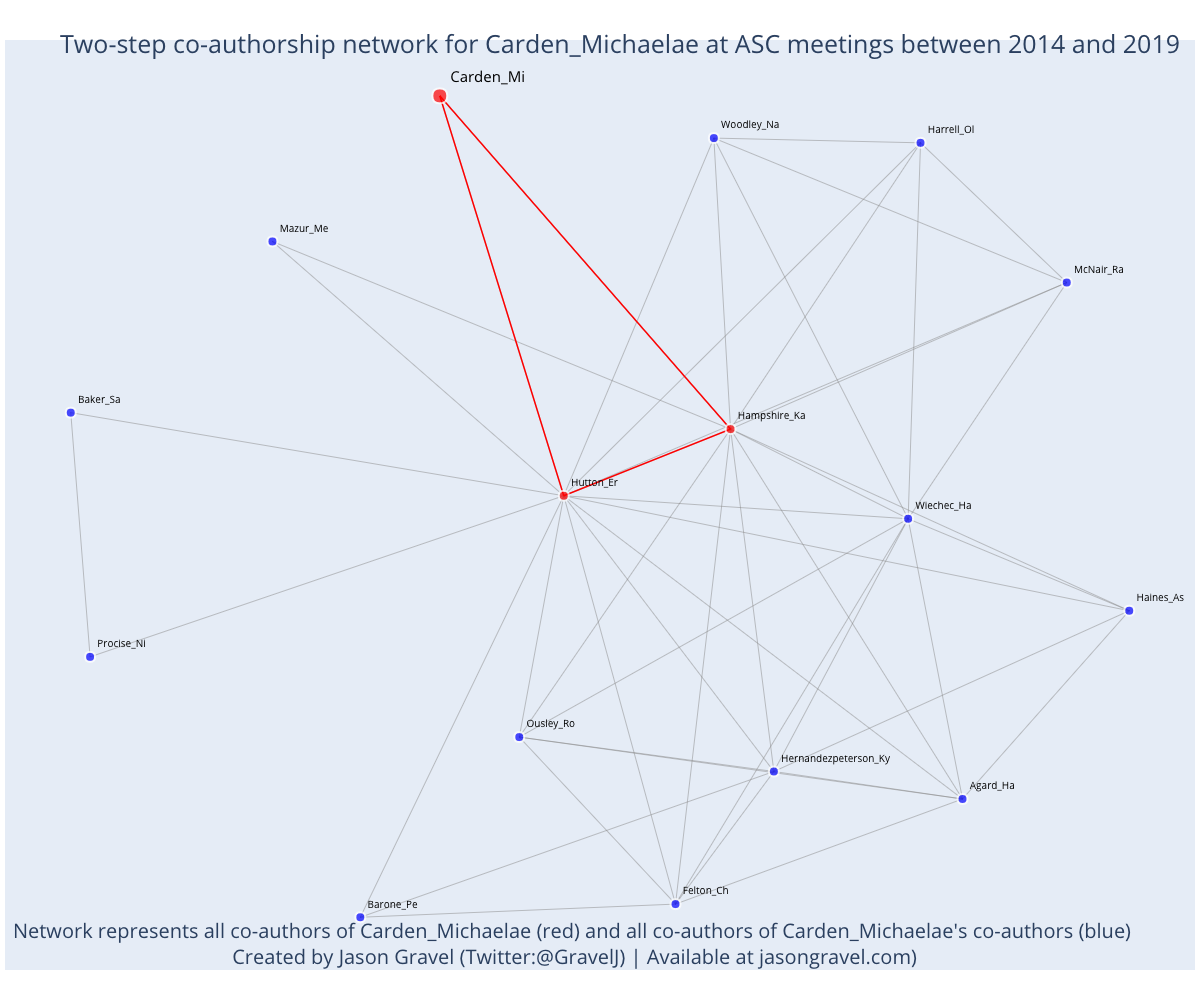 Two-step co-authorship network for Carden_Michaelae at ASC meetings between 2014 and 2019
Carden_Mi
Woodley_Na
Harrell_Ol
Mazur_Me
McNair_Ra
Baker_Sa
Hampshire_Ka
Hutton_Er
Wiechec_Ha
Haines_As
Procise_Ni
Ousley_Ro
Hernandezpeterson_Ky
Agard_Ha
Felton_Ch
Barone_Pe
Network represents all co-authors of Carden_Michaelae (red) and all co-authors of Carden_Michaelae's co-authors (blue)
Created by Jason Gravel (Twitter:@GravelJ) | Available at jasongravel.com)